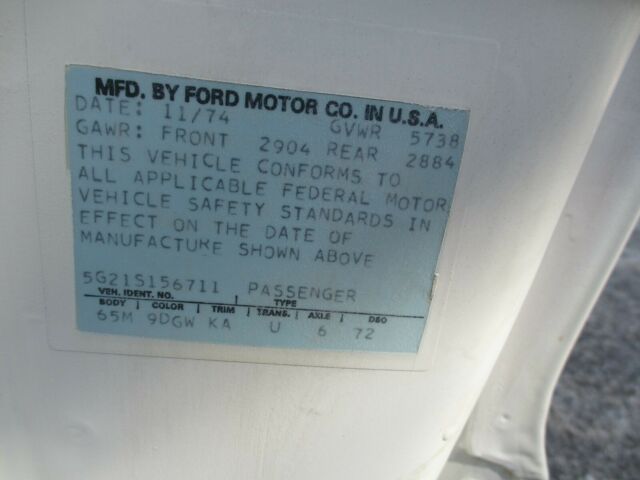 MFD. BY FORD MOTOR CO. IN U.S.A.
DATE: 11/74 GVWR 5738
GAWR: FRONT 2904 REAR 2884
THIS VEHICLE CONFORMS TO
ALL APPLICABLE FEDERAL MOTOR
VEHICLE SAFETY STANDARDS IN
EFFECT ON THE DATE OF
MANUFACTURE SHOWN ABOVE
5G21S156711 PASSENGER
VEH. IDENT. NO. TYPE
BODY COLOR TRIM TRANS. AXLE DSO
65M 9DGW KA U 6 72